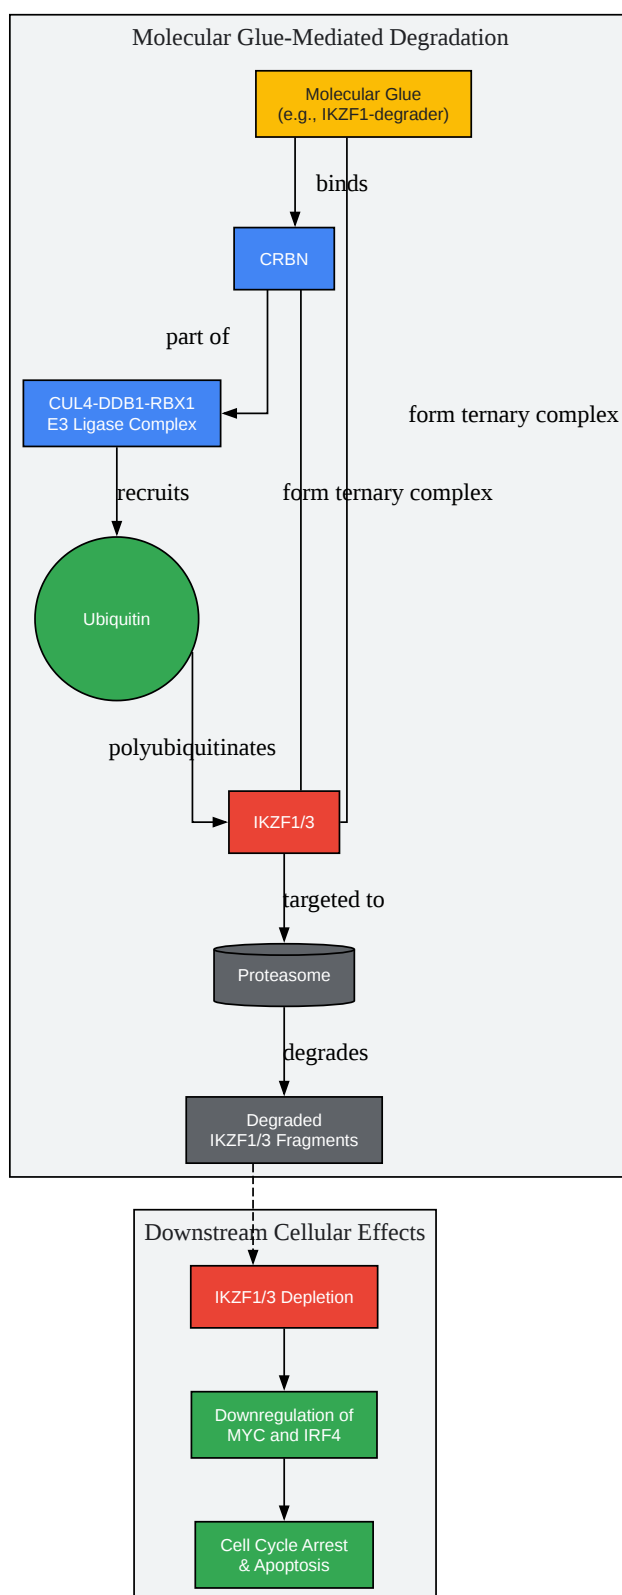 Molecular Glue-Mediated Degradation
Molecular Glue
(e.g., IKZF1-degrader)
binds
CRBN
part of
CUL4-DDB1-RBX1
E3 Ligase Complex
form ternary complex
recruits
form ternary complex
Ubiquitin
polyubiquitinates
IKZF1/3
targeted to
Proteasome
degrades
Degraded
IKZF1/3 Fragments
Downstream Cellular Effects
IKZF1/3 Depletion
Downregulation of
MYC and IRF4
Cell Cycle Arrest
& Apoptosis